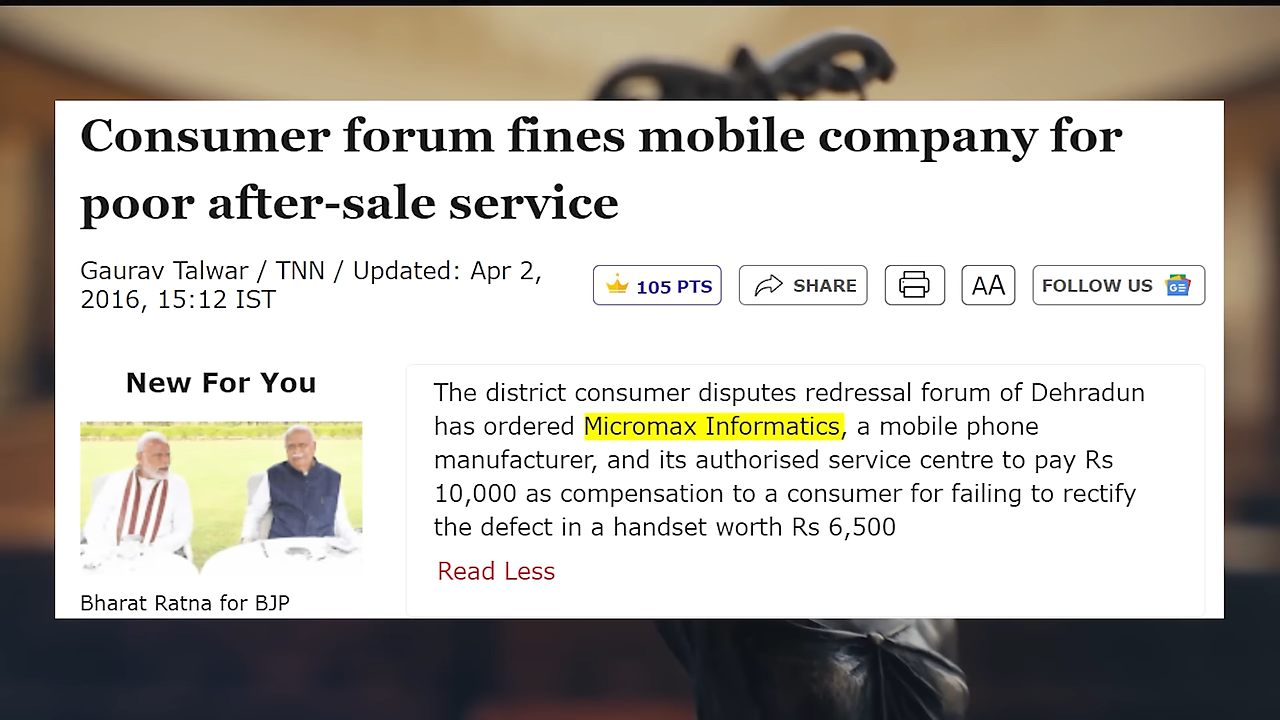 Consumer forum fines mobile company for
poor after-sale service
Gaurav Talwar / TNN / Updated: Apr 2,
2016, 15:12 IST
105 PTS
SHARE
AA
FOLLOW US
GE
New For You
The district consumer disputes redressal forum of Dehradun
has ordered Micromax Informatics, a mobile phone
manufacturer, and its authorised service centre to pay Rs
10,000 as compensation to a consumer for failing to rectify
the defect in a handset worth Rs 6,500
Read Less
Bharat Ratna for BJP